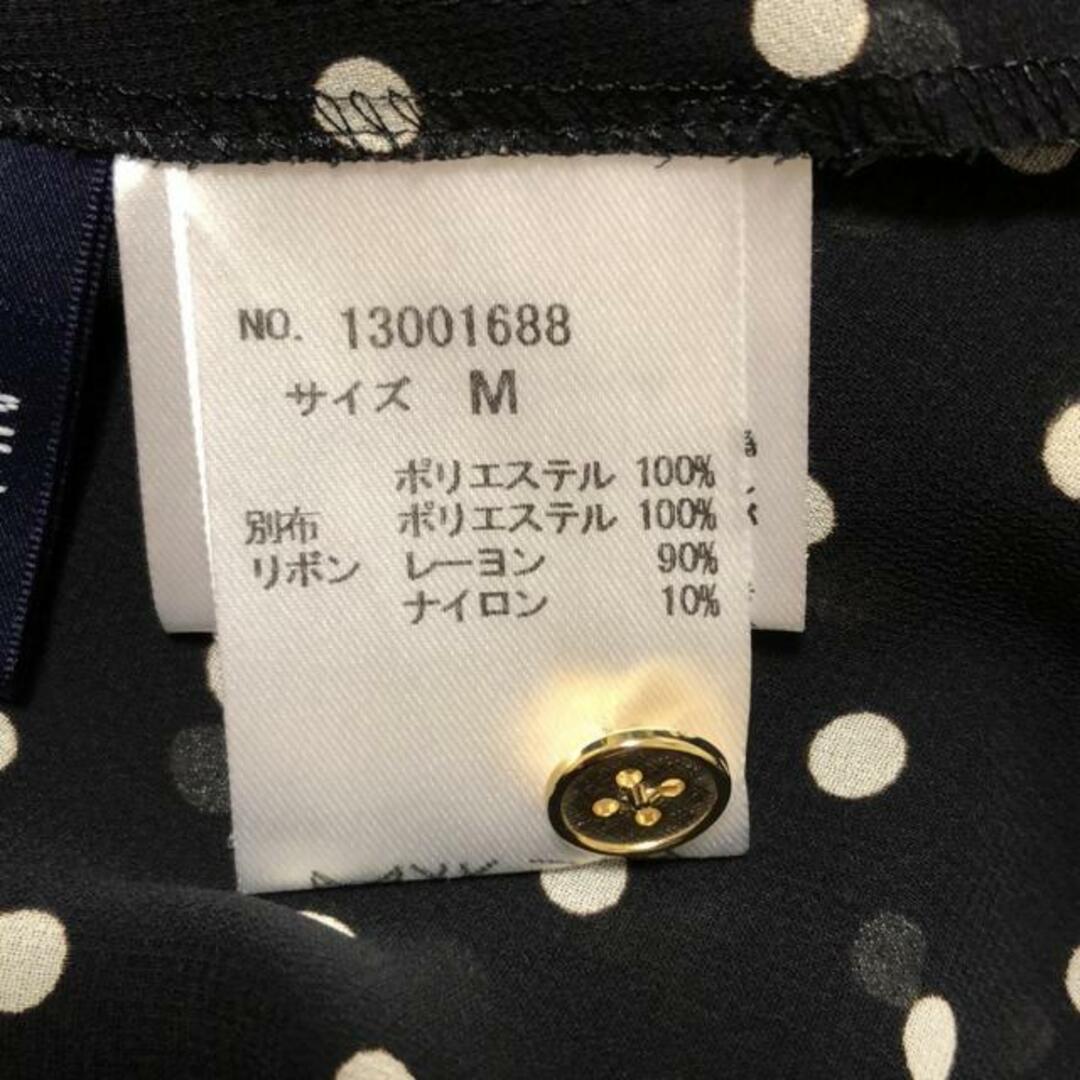 NO. 13001688
サイズ M
ポリエステル 100%
別布 ポリエステル 100%
リボン レーヨン 90%
ナイロン 10%